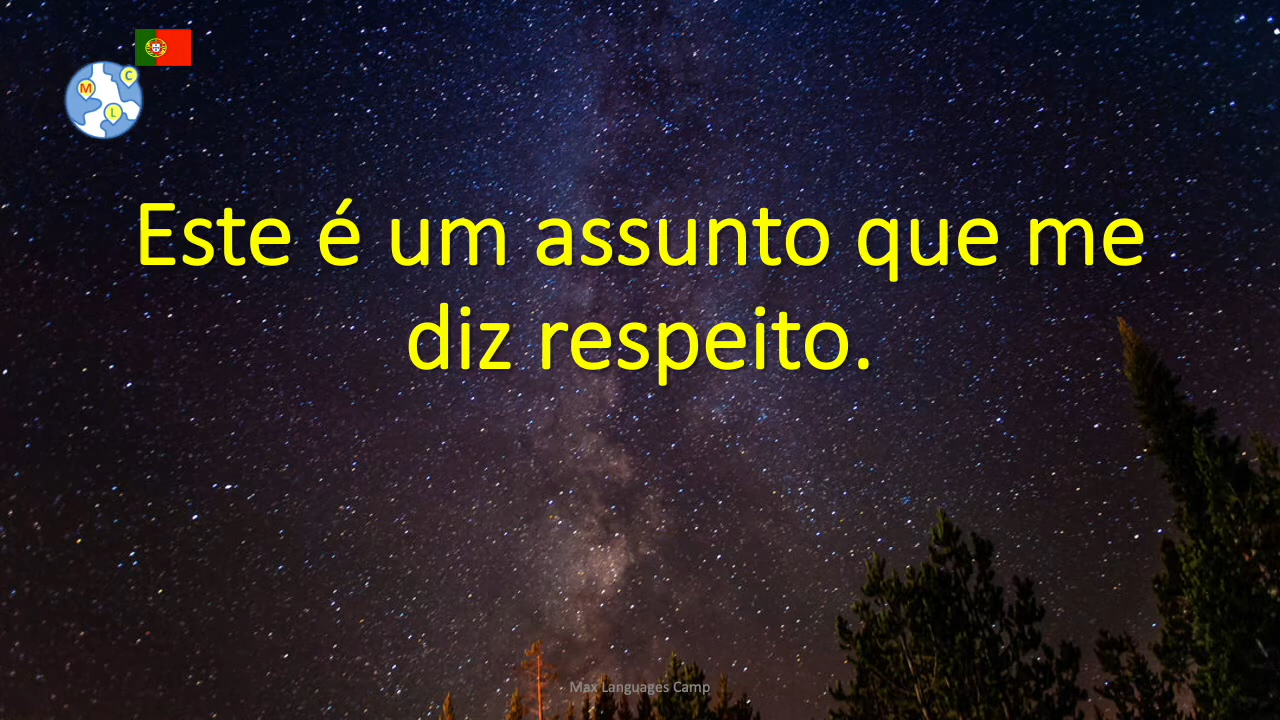 M
C
L
Este é um assunto que me
diz respeito.
Max Languages Camp